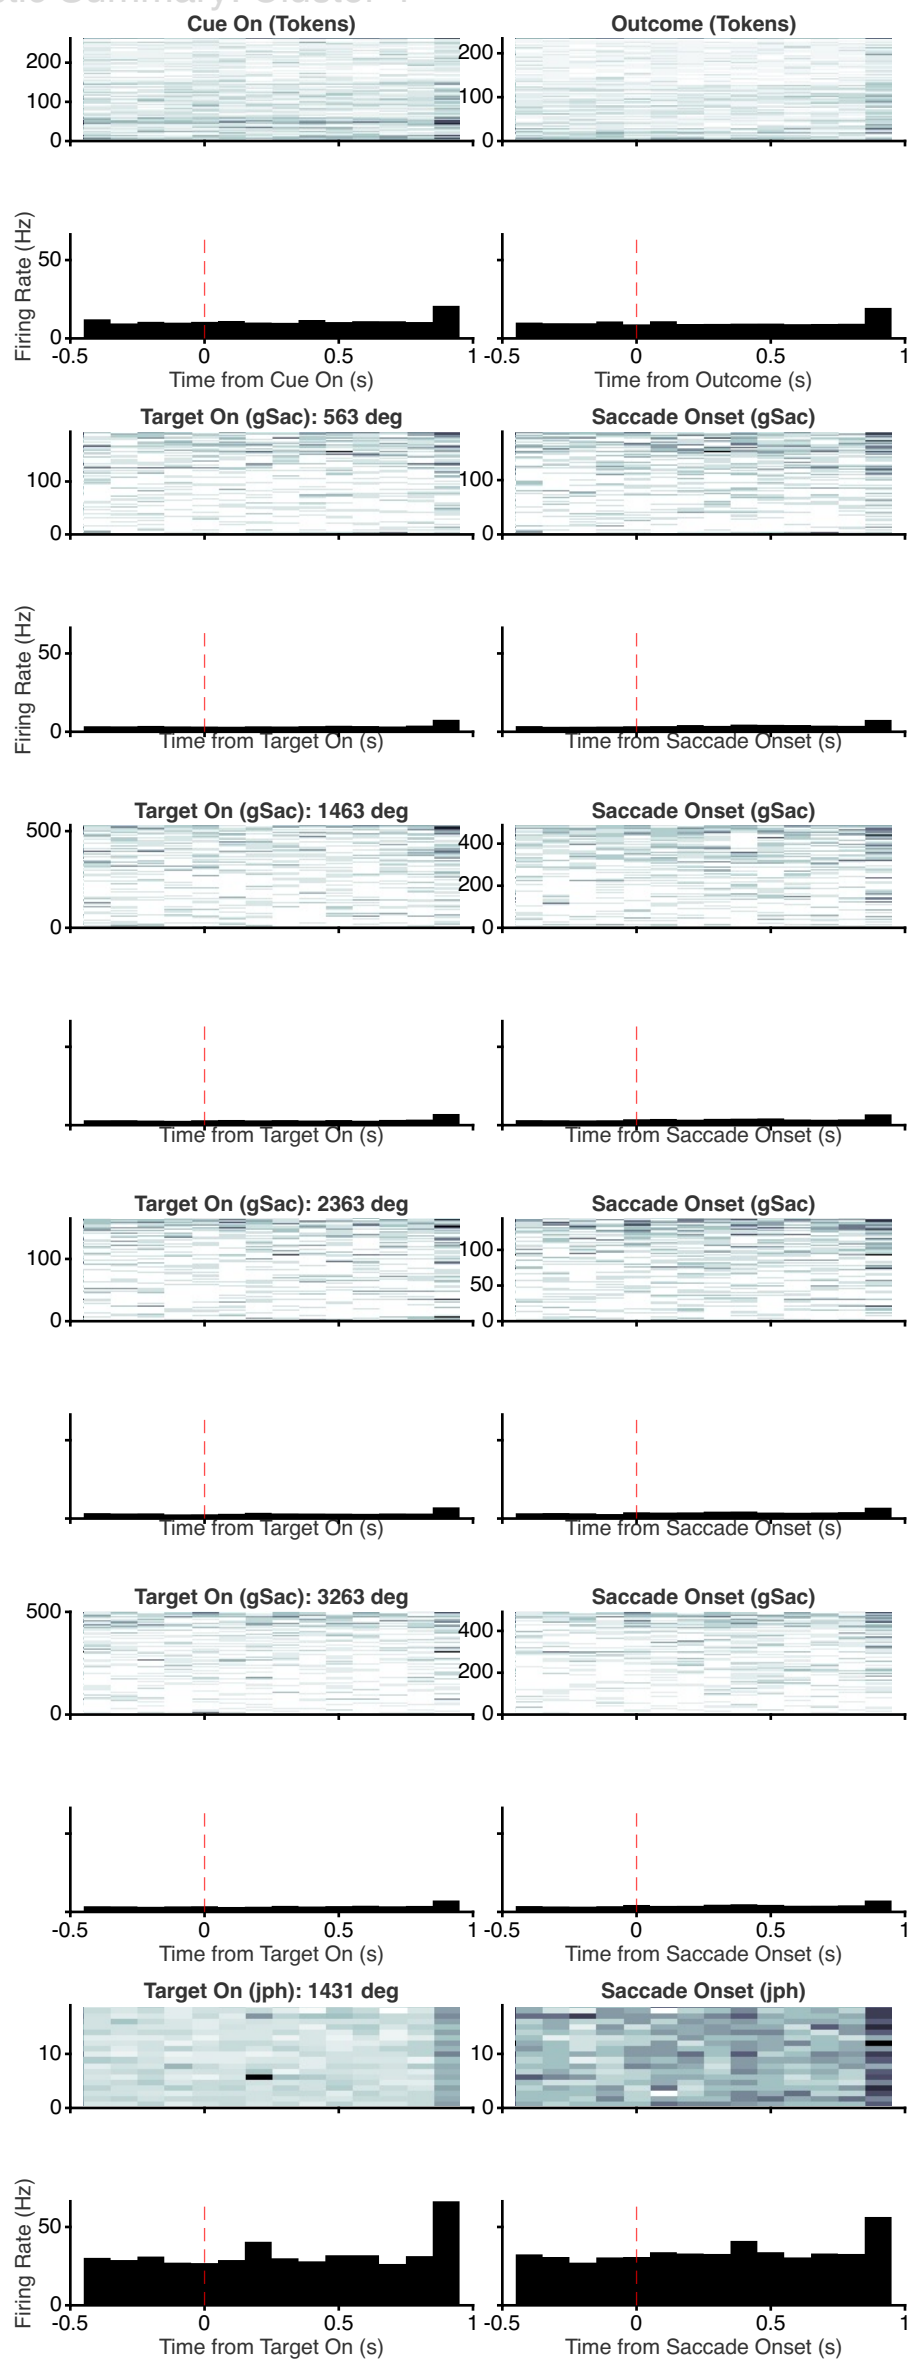 Summary: Cluster
Cue On (Tokens) Outcome (Tokens)
200 200
100 100
0 0
Firing Rate (Hz)
50
0
-0.5 0 0.5 1 -0.5 0 0.5 1
Time from Cue On (s) Time from Outcome (s)
Target On (gSac): 563 deg Saccade Onset (gSac)
100 100
0 0
Firing Rate (Hz)
50
0
Time from Target On (s) Time from Saccade Onset (s)
Target On (gSac): 1463 deg Saccade Onset (gSac)
500 400
200
0 0
Time from Target On (s) Time from Saccade Onset (s)
Target On (gSac): 2363 deg Saccade Onset (gSac)
100 100
50
0 0
Time from Target On (s) Time from Saccade Onset (s)
Target On (gSac): 3263 deg Saccade Onset (gSac)
500 400
200
0 0
-0.5 0 0.5 1 -0.5 0 0.5 1
Time from Target On (s) Time from Saccade Onset (s)
Target On (jph): 1431 deg Saccade Onset (jph)
10 10
0 0
Firing Rate (Hz)
50
0
-0.5 0 0.5 1 -0.5 0 0.5 1
Time from Target On (s) Time from Saccade Onset (s)